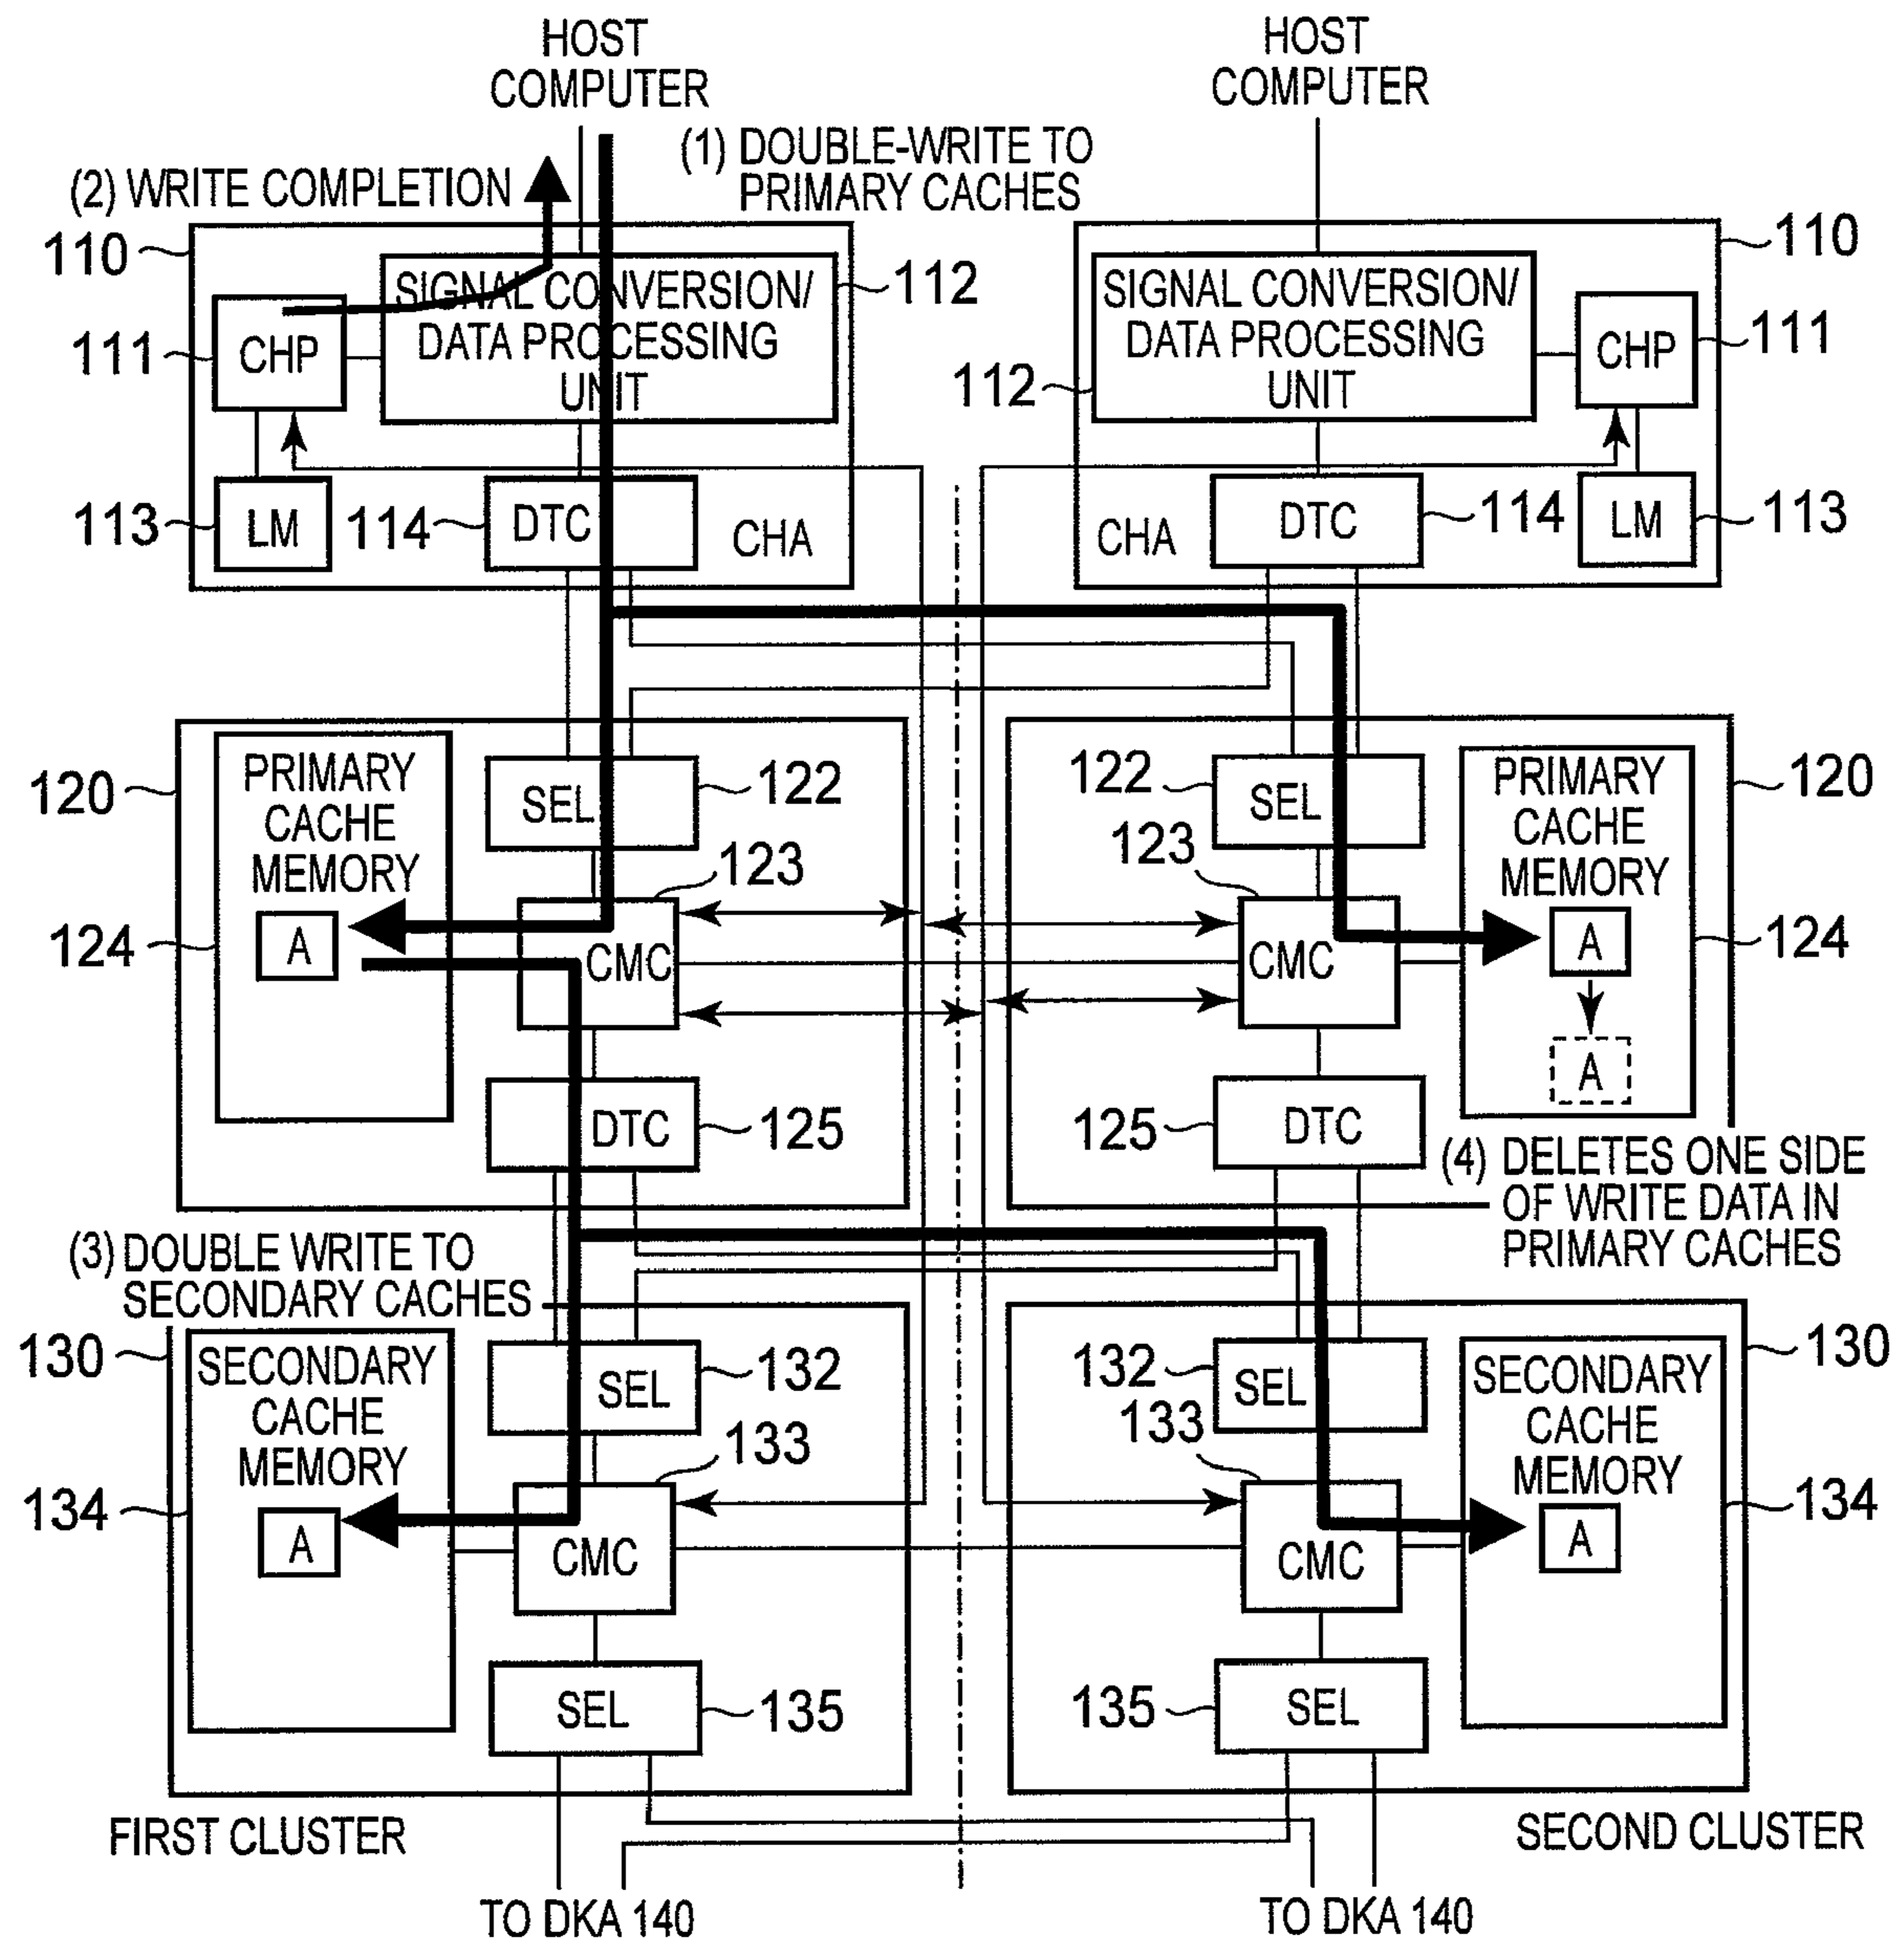 HOST
COMPUTER
HOST
COMPUTER
(1) DOUBLE-WRITE TO
PRIMARY CACHES
(2) WRITE COMPLETION
110
SIGNAL CONVERSION/
DATA PROCESSING
UNIT
112
CHP
111
LM
113
114
DTC
CHA
110
SIGNAL CONVERSION/
DATA PROCESSING
UNIT
112
CHP
111
CHA
DTC
114
LM
113
120
PRIMARY
CACHE
MEMORY
A
124
SEL
122
123
CMC
DTC
125
122
SEL
123
CMC
125
DTC
PRIMARY
CACHE
MEMORY
A
A
120
124
(4) DELETES ONE SIDE
OF WRITE DATA IN
PRIMARY CACHES
(3) DOUBLE WRITE TO
SECONDARY CACHES
130
SECONDARY
CACHE
MEMORY
A
134
SEL
132
133
CMC
SEL
135
132
SEL
133
CMC
135
SEL
SECONDARY
CACHE
MEMORY
A
130
134
FIRST CLUSTER
SECOND CLUSTER
TO DKA 140
TO DKA 140